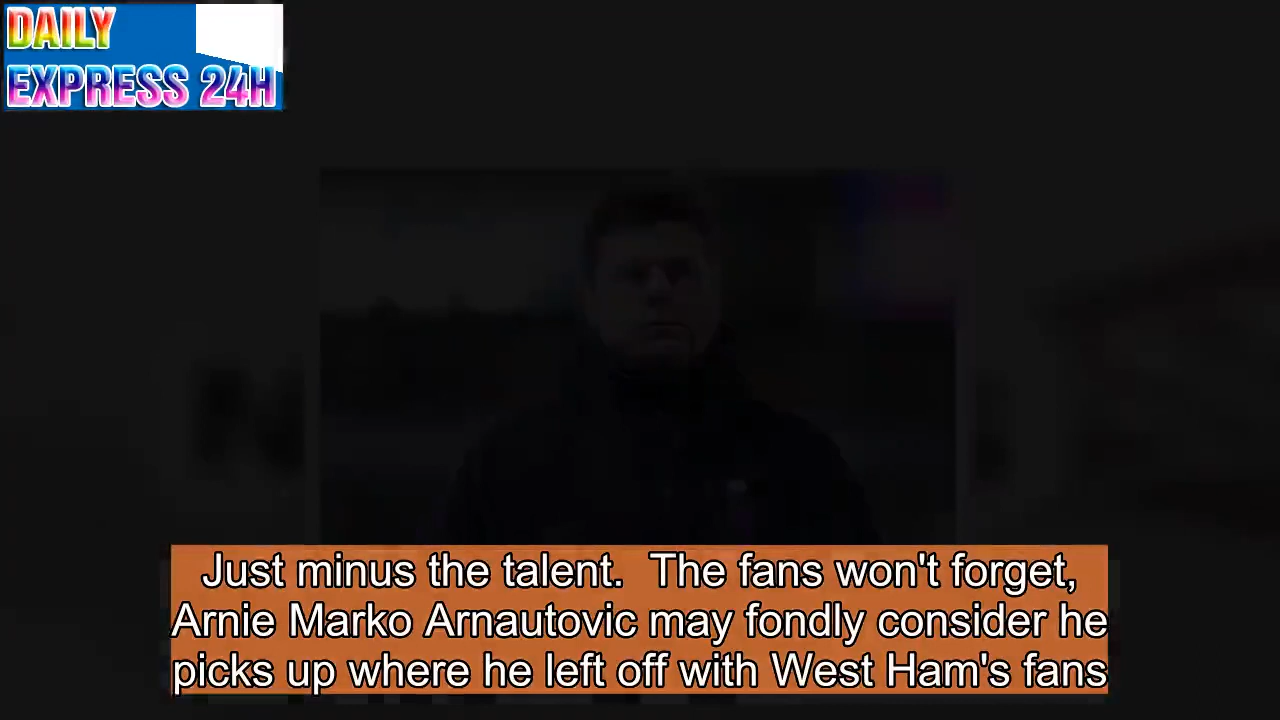 DAILY
EXPRESS 24H
Just minus the talent.  The fans won't forget,
Arnie Marko Arnautovic may fondly consider he
picks up where he left off with West Ham's fans